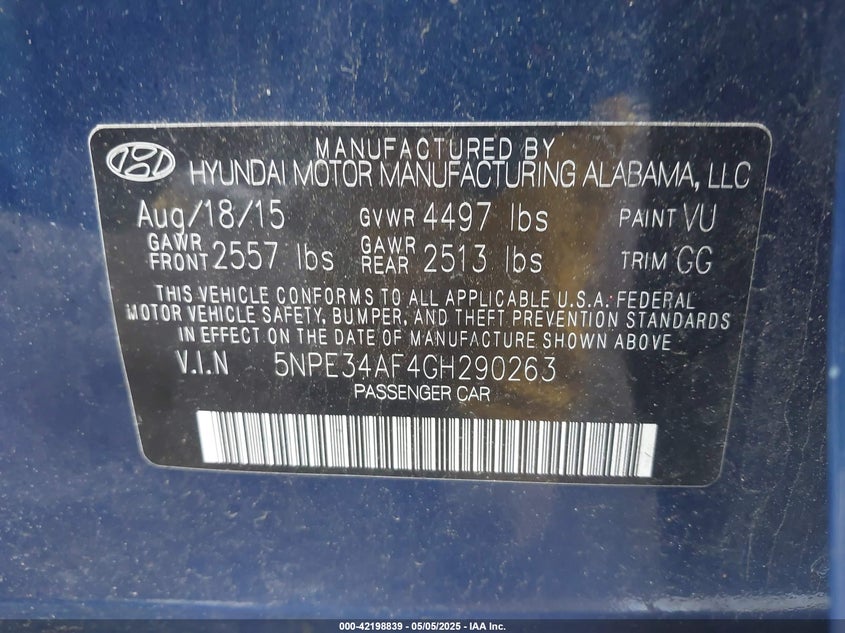 MANUFACTURED BY
HYUNDAI MOTOR MANUFACTURING ALABAMA, LLC
Aug/18/15 GVWR 4497 lbs PAINT VU
GAWR FRONT 2557 lbs GAWR REAR 2513 lbs TRIM GG
THIS VEHICLE CONFORMS TO ALL APPLICABLE U.S.A. FEDERAL
MOTOR VEHICLE SAFETY, BUMPER, AND THEFT PREVENTION STANDARDS
IN EFFECT ON THE DATE OF MANUFACTURE SHOWN ABOVE.
V.I.N 5NPE34AF4GH290263
PASSENGER CAR
000-42198839 - 05/05/2025 - IAA Inc.